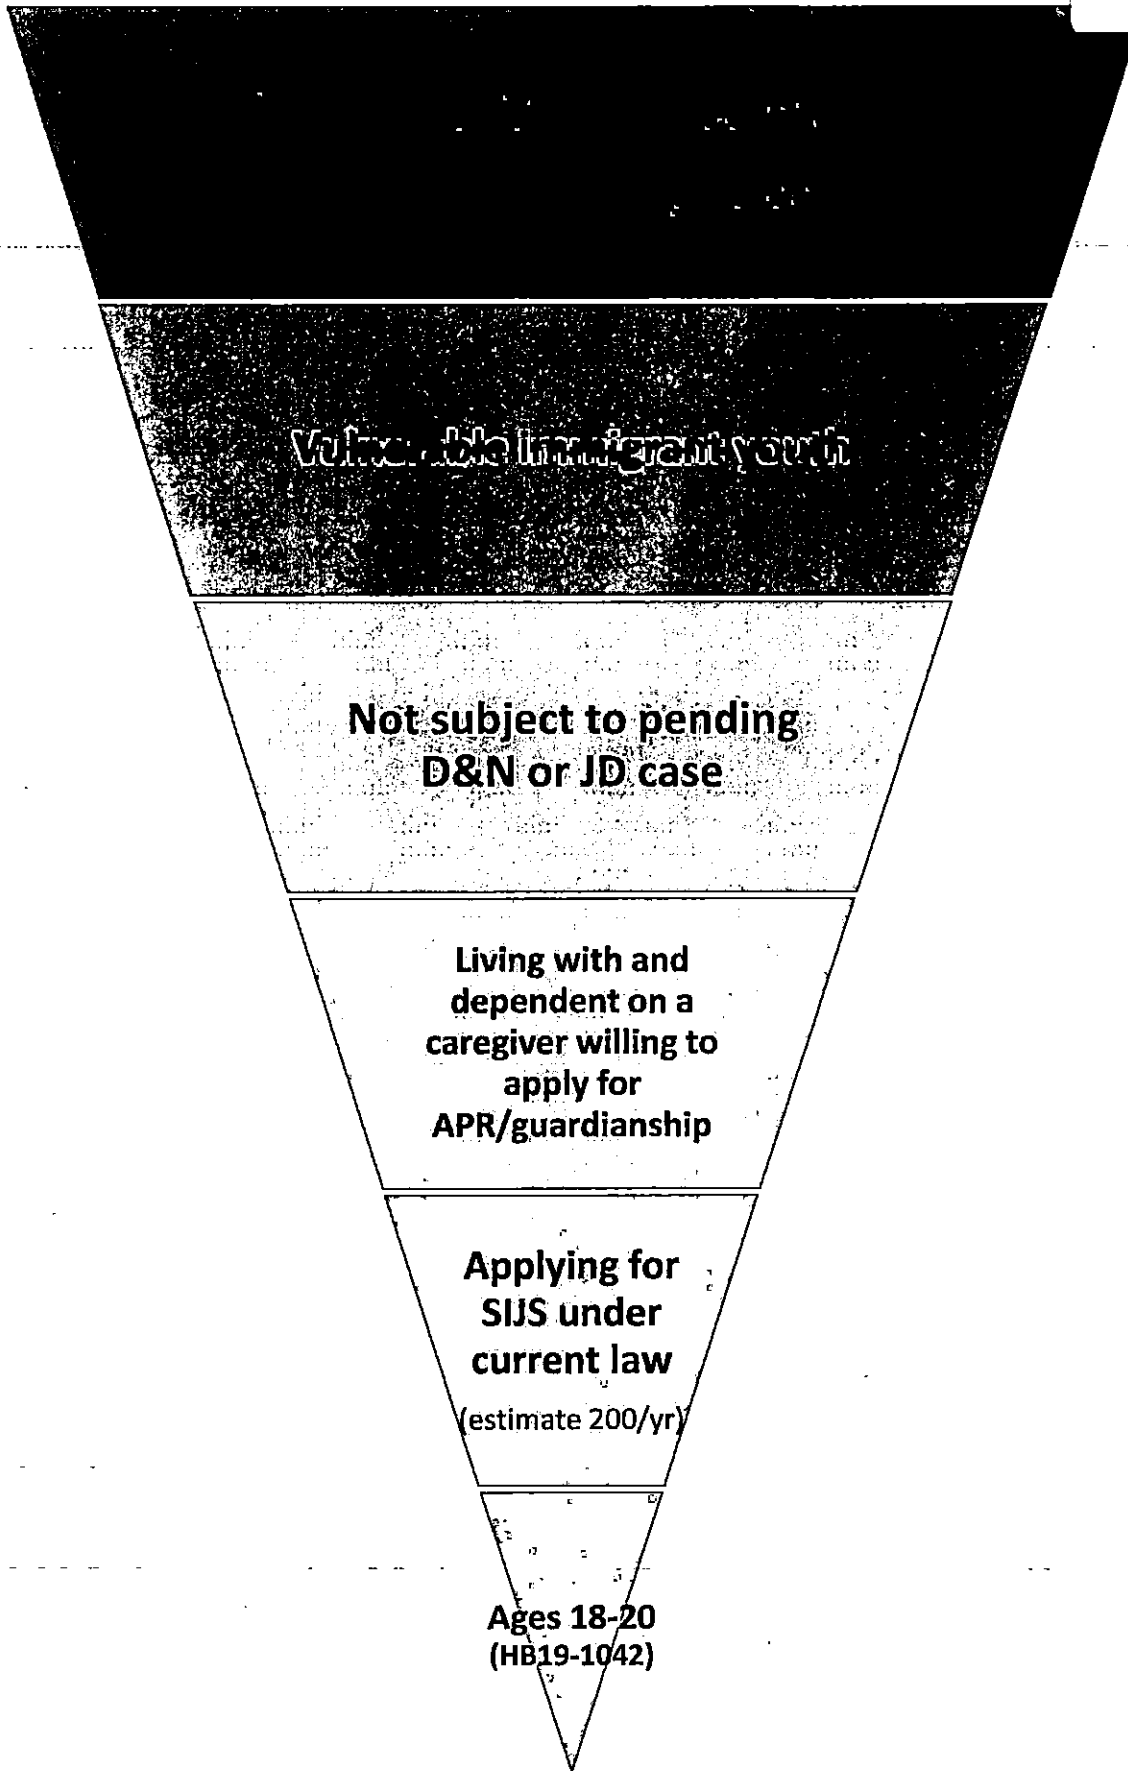 Vulnerable immigrant youth
Not subject to pending
D&N or JD case
Living with and
dependent on a
caregiver willing to
apply for
APR/guardianship
Applying for
SIJS under
current law
(estimate 200/yr)
Ages 18-20
(HB19-1042)